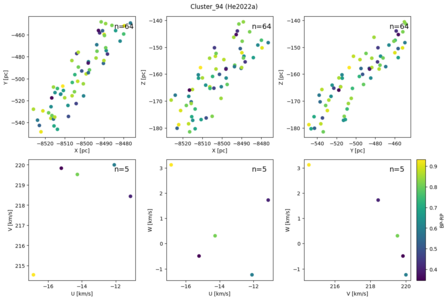 Cluster_94 (He2022a)
n=64
n=64
n=64
−460
−480
−500
−520
−540
Y [pc]
−8520 −8510 −8500 −8490 −8480
X [pc]
−140
−150
−160
−170
−180
Z [pc]
−8520 −8510 −8500 −8490 −8480
X [pc]
−140
−150
−160
−170
−180
Z [pc]
−540 −520 −500 −480 −460
Y [pc]
n=5
n=5
n=5
220
219
218
217
216
215
V [km/s]
−16 −14 −12
U [km/s]
3
2
1
0
−1
W [km/s]
−16 −14 −12
U [km/s]
3
2
1
0
−1
W [km/s]
216 218 220
V [km/s]
0.9
0.8
0.7
0.6
0.5
0.4
BP-RP